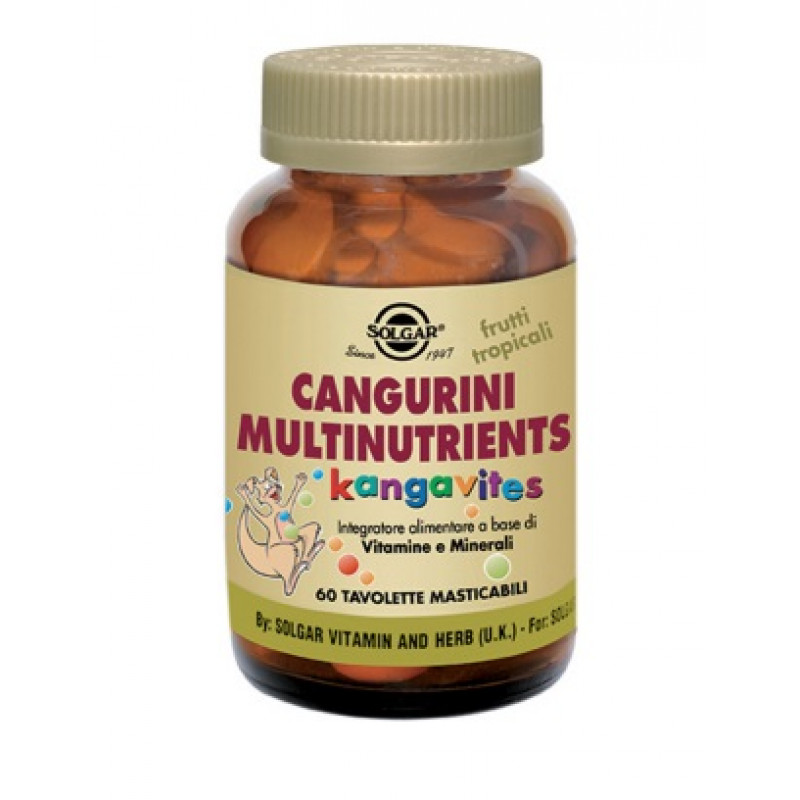 SOLGAR®
Since 1947
frutti
tropicali
CANGURINI
MULTINUTRIENTS
kangavites
Integratore alimentare a base di
Vitamine e Minerali
60 TAVOLETTE MASTICABILI
By: SOLGAR VITAMIN AND HERB (U.K.) - For: